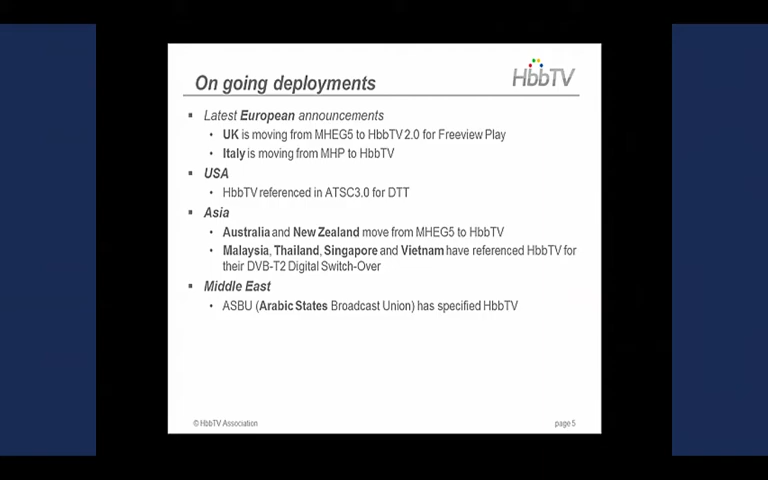 On going deployments
HbbTV
▪ Latest European announcements
• UK is moving from MHEG5 to HbbTV 2.0 for Freeview Play
• Italy is moving from MHP to HbbTV
▪ USA
• HbbTV referenced in ATSC3.0 for DTT
▪ Asia
• Australia and New Zealand move from MHEG5 to HbbTV
• Malaysia, Thailand, Singapore and Vietnam have referenced HbbTV for
their DVB-T2 Digital Switch-Over
▪ Middle East
• ASBU (Arabic States Broadcast Union) has specified HbbTV
© HbbTV Association
page 5